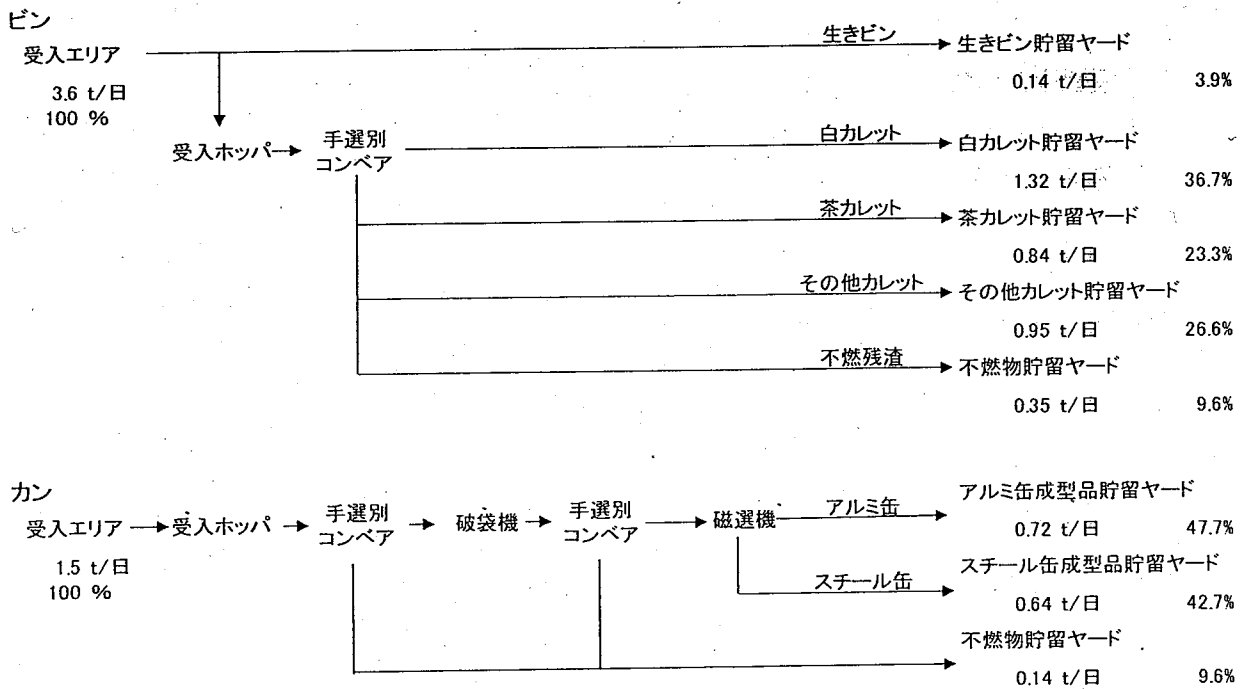 ビン
受入エリア
3.6 t/日
100 %
生きビン
生きビン貯留ヤード
0.14 t/日 3.9%
受入ホッパ
手選別
コンベア
白カレット
白カレット貯留ヤード
1.32 t/日 36.7%
茶カレット
茶カレット貯留ヤード
0.84 t/日 23.3%
その他カレット
その他カレット貯留ヤード
0.95 t/日 26.6%
不燃残渣
不燃物貯留ヤード
0.35 t/日 9.6%
カン
受入エリア
1.5 t/日
100 %
受入ホッパ
手選別
コンベア
破袋機
手選別
コンベア
磁選機
アルミ缶
アルミ缶成型品貯留ヤード
0.72 t/日 47.7%
スチール缶
スチール缶成型品貯留ヤード
0.64 t/日 42.7%
不燃物貯留ヤード
0.14 t/日 9.6%